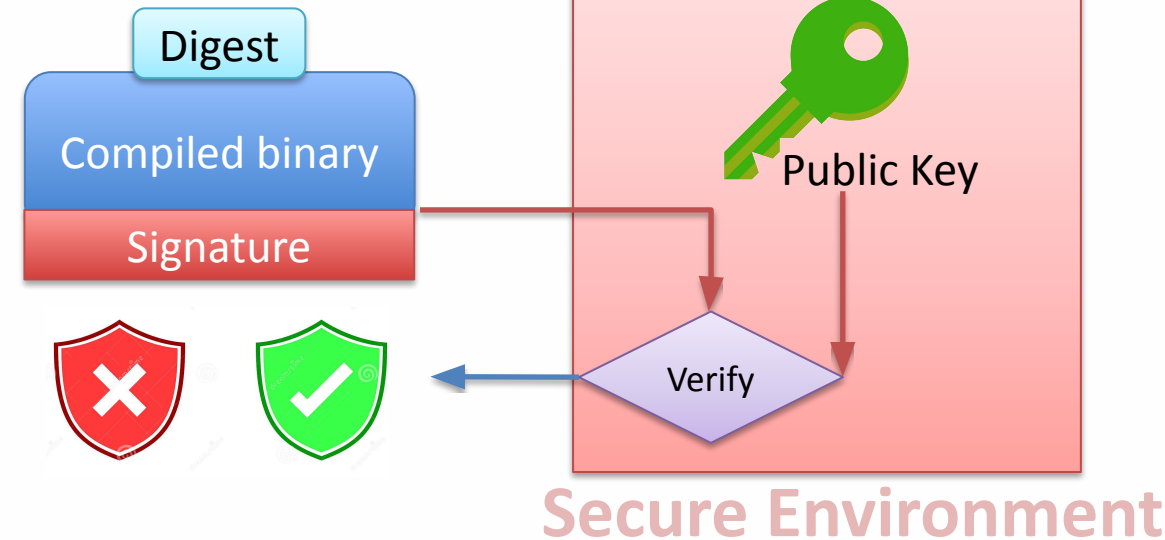 Digest
Compiled binary
Signature
Public Key
Verify
Secure Environment